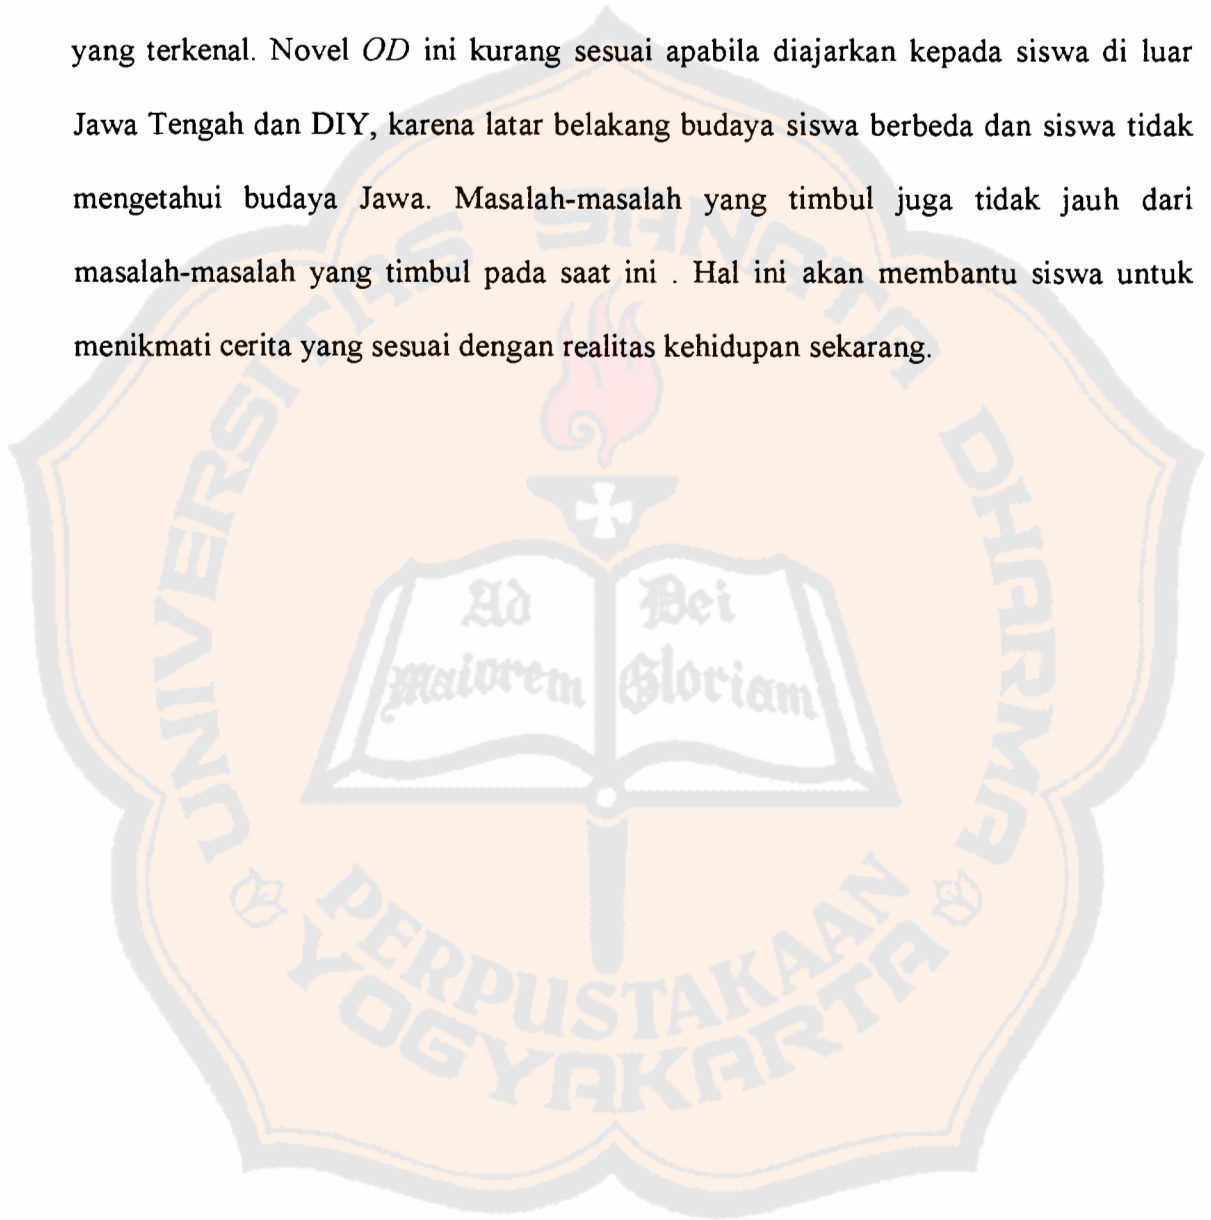 yang terkenal. Novel OD ini kurang sesuai apabila diajarkan kepada siswa di luar
Jawa Tengah dan DIY, karena latar belakang budaya siswa berbeda dan siswa tidak
mengetahui budaya Jawa. Masalah-masalah yang timbul juga tidak jauh dari
masalah-masalah yang timbul pada saat ini . Hal ini akan membantu siswa untuk
menikmati cerita yang sesuai dengan realitas kehidupan sekarang.
UNIVERSITAS SANATA DHARMA
Ad Dei
Maiorem Gloriam
PERPUSTAKAAN
YOGYAKARTA